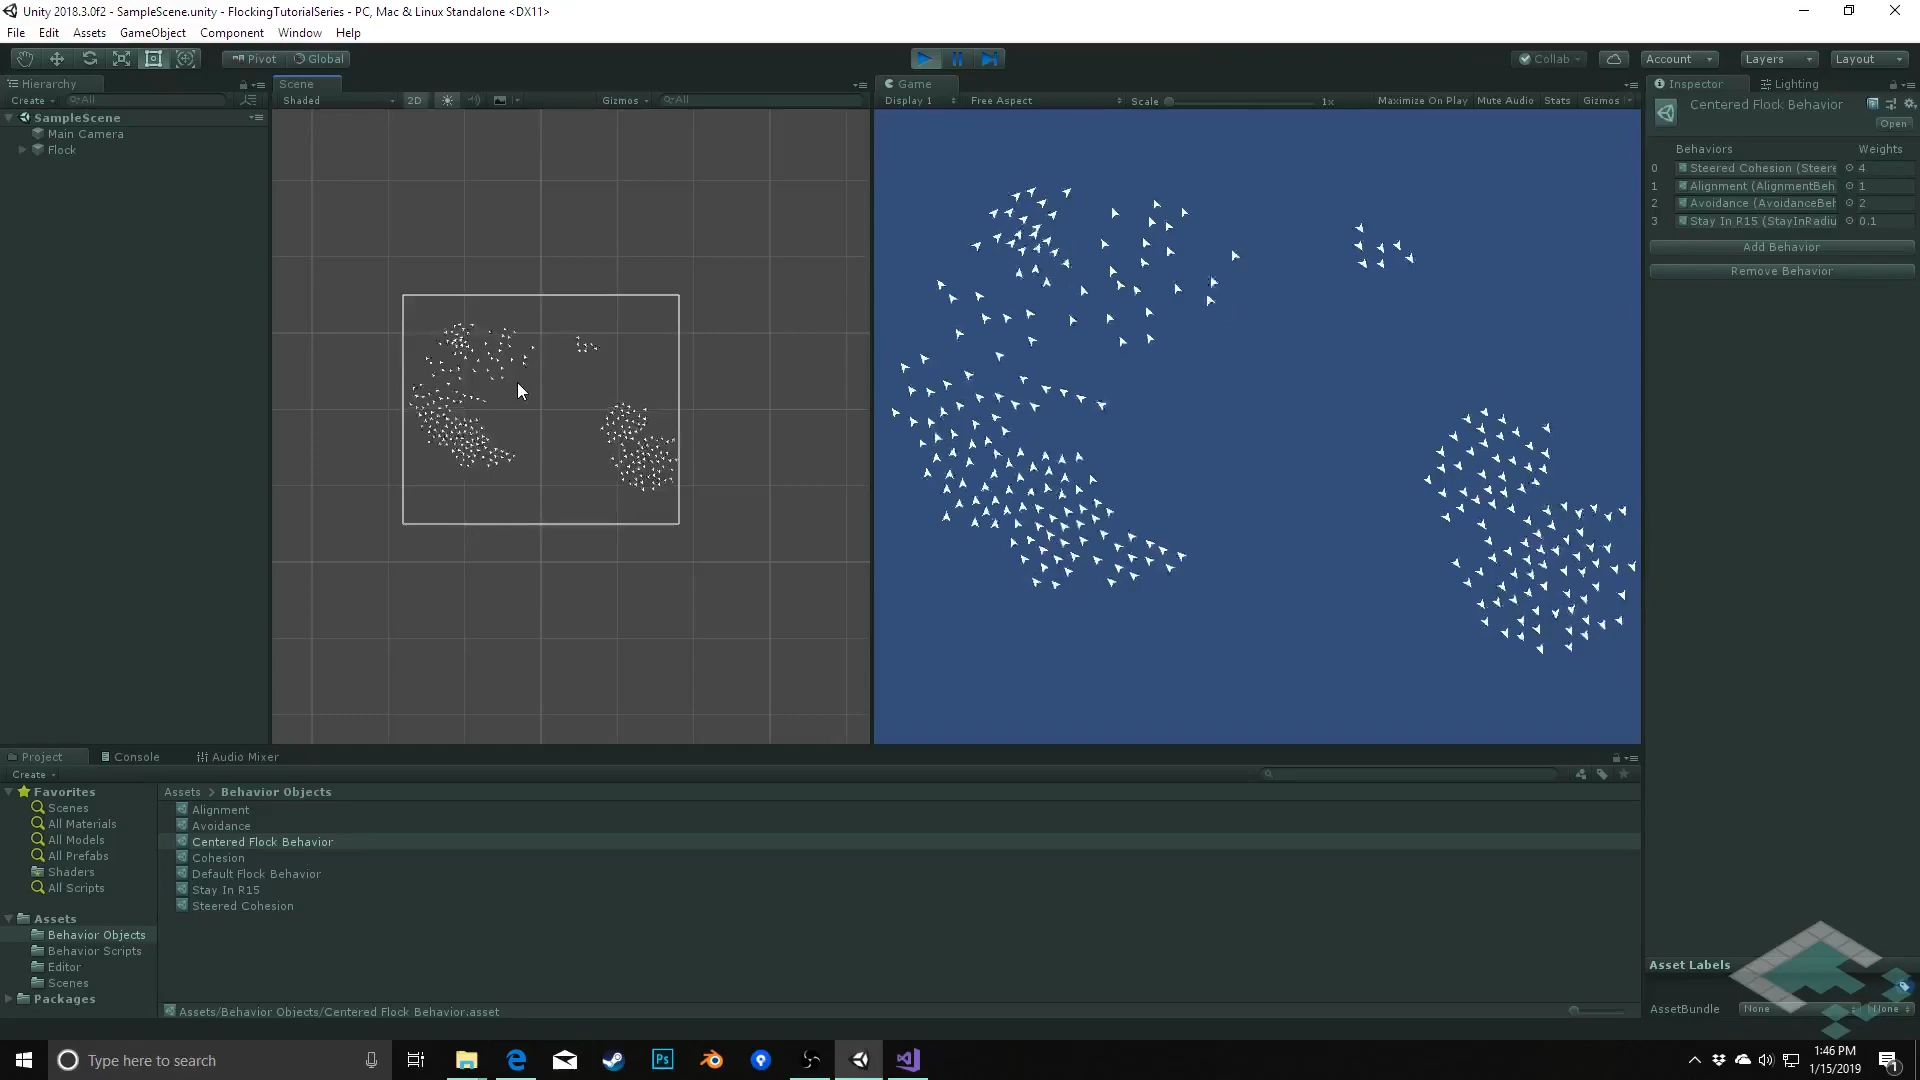 Unity 2018.3.0f2 - SampleScene.unity - FlockingTutorialSeries - PC, Mac & Linux Standalone <DX11>
File Edit Assets GameObject Component Window Help
Pivot Global Collab Account Layers Layout
Hierarchy
Create All
SampleScene
Main Camera
Flock
Scene
Shaded 2D Gizmos All
Game
Display 1 Free Aspect Scale 1x Maximize On Play Mute Audio Stats Gizmos
Inspector Lighting
Centered Flock Behavior
Open
Behaviors Weights
0 Steered Cohesion (Steere 4
1 Alignment (AlignmentBeh 1
2 Avoidance (AvoidanceBeh 2
3 Stay In R15 (StayInRadiu 0.1
Add Behavior
Remove Behavior
Project Console Audio Mixer
Create
Favorites
Scenes
All Materials
All Models
All Prefabs
Shaders
All Scripts
Assets
Behavior Objects
Behavior Scripts
Editor
Scenes
Packages
Assets > Behavior Objects
Alignment
Avoidance
Centered Flock Behavior
Cohesion
Default Flock Behavior
Stay In R15
Steered Cohesion
Assets/Behavior Objects/Centered Flock Behavior.asset
Asset Labels
AssetBundle None None
Type here to search
Ps
1:46 PM
1/15/2019
1